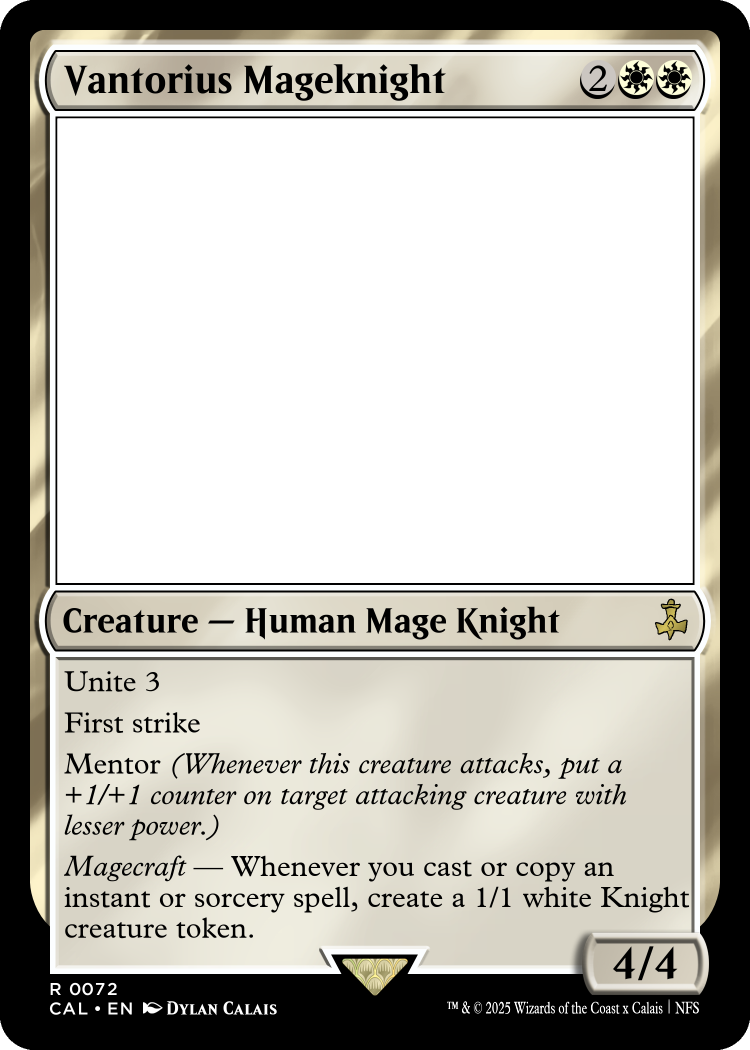 Vantorius Mageknight 2
Creature — Human Mage Knight
Unite 3
First strike
Mentor (Whenever this creature attacks, put a
+1/+1 counter on target attacking creature with
lesser power.)
Magecraft — Whenever you cast or copy an
instant or sorcery spell, create a 1/1 white Knight
creature token.
4/4
R 0072
CAL • EN Dylan Calais
™ & © 2025 Wizards of the Coast x Calais | NFS